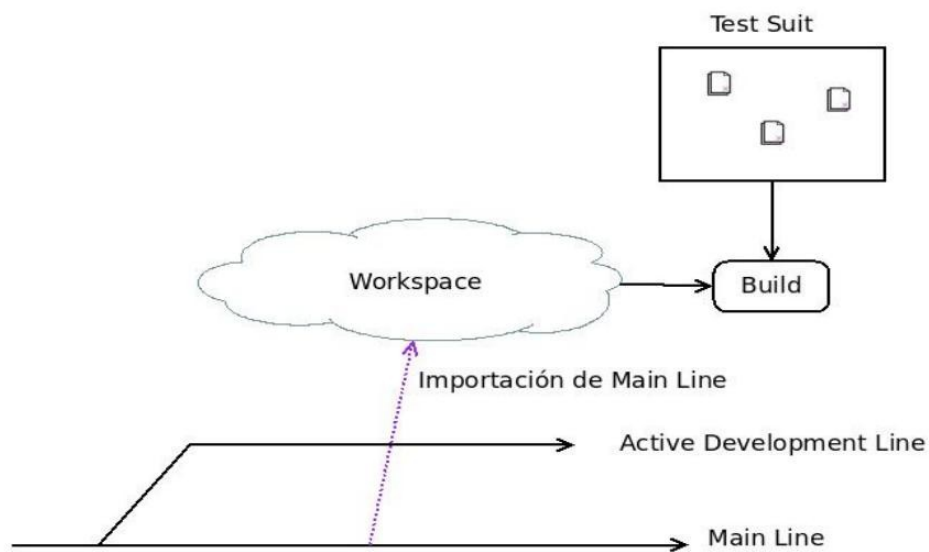 Test Suit
Workspace
Build
Importación de Main Line
Active Development Line
Main Line